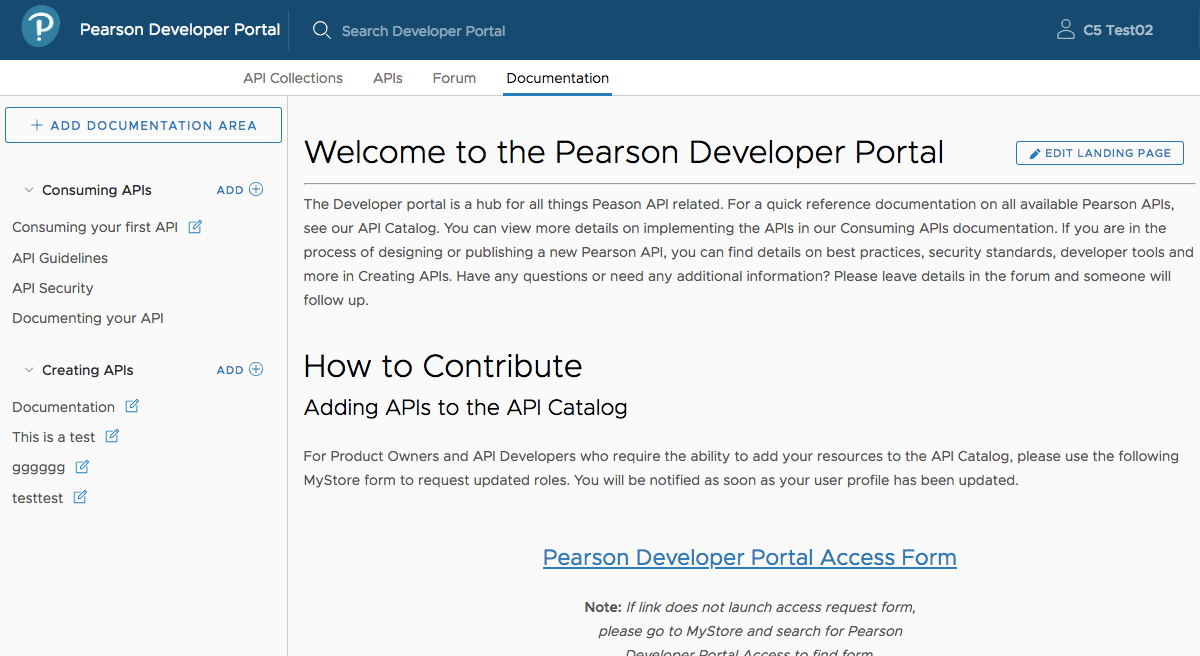 Pearson Developer Portal
Search Developer Portal
C5 Test02
API Collections
APIs
Forum
Documentation
+ ADD DOCUMENTATION AREA
Consuming APIs
ADD
Consuming your first API
API Guidelines
API Security
Documenting your API
Creating APIs
ADD
Documentation
This is a test
gggggg
testtest
Welcome to the Pearson Developer Portal
EDIT LANDING PAGE
The Developer portal is a hub for all things Peason API related. For a quick reference documentation on all available Pearson APIs,
see our API Catalog. You can view more details on implementing the APIs in our Consuming APIs documentation. If you are in the
process of designing or publishing a new Pearson API, you can find details on best practices, security standards, developer tools and
more in Creating APIs. Have any questions or need any additional information? Please leave details in the forum and someone will
follow up.
How to Contribute
Adding APIs to the API Catalog
For Product Owners and API Developers who require the ability to add your resources to the API Catalog, please use the following
MyStore form to request updated roles. You will be notified as soon as your user profile has been updated.
Pearson Developer Portal Access Form
Note: If link does not launch access request form,
please go to MyStore and search for Pearson
Developer Portal Access to find form.